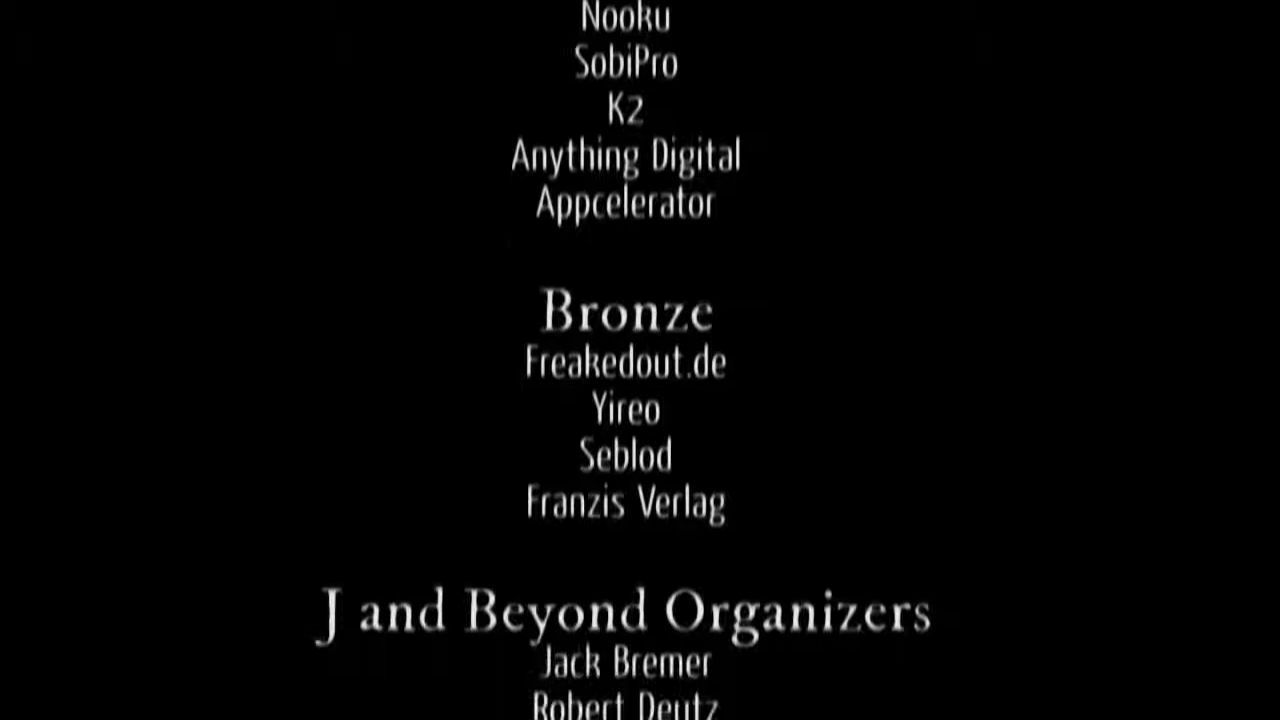 Nooku
SobiPro
K2
Anything Digital
Appcelerator
Bronze
Freakedout.de
Yireo
Seblod
Franzis Verlag
J and Beyond Organizers
Jack Bremer
Robert Deutz